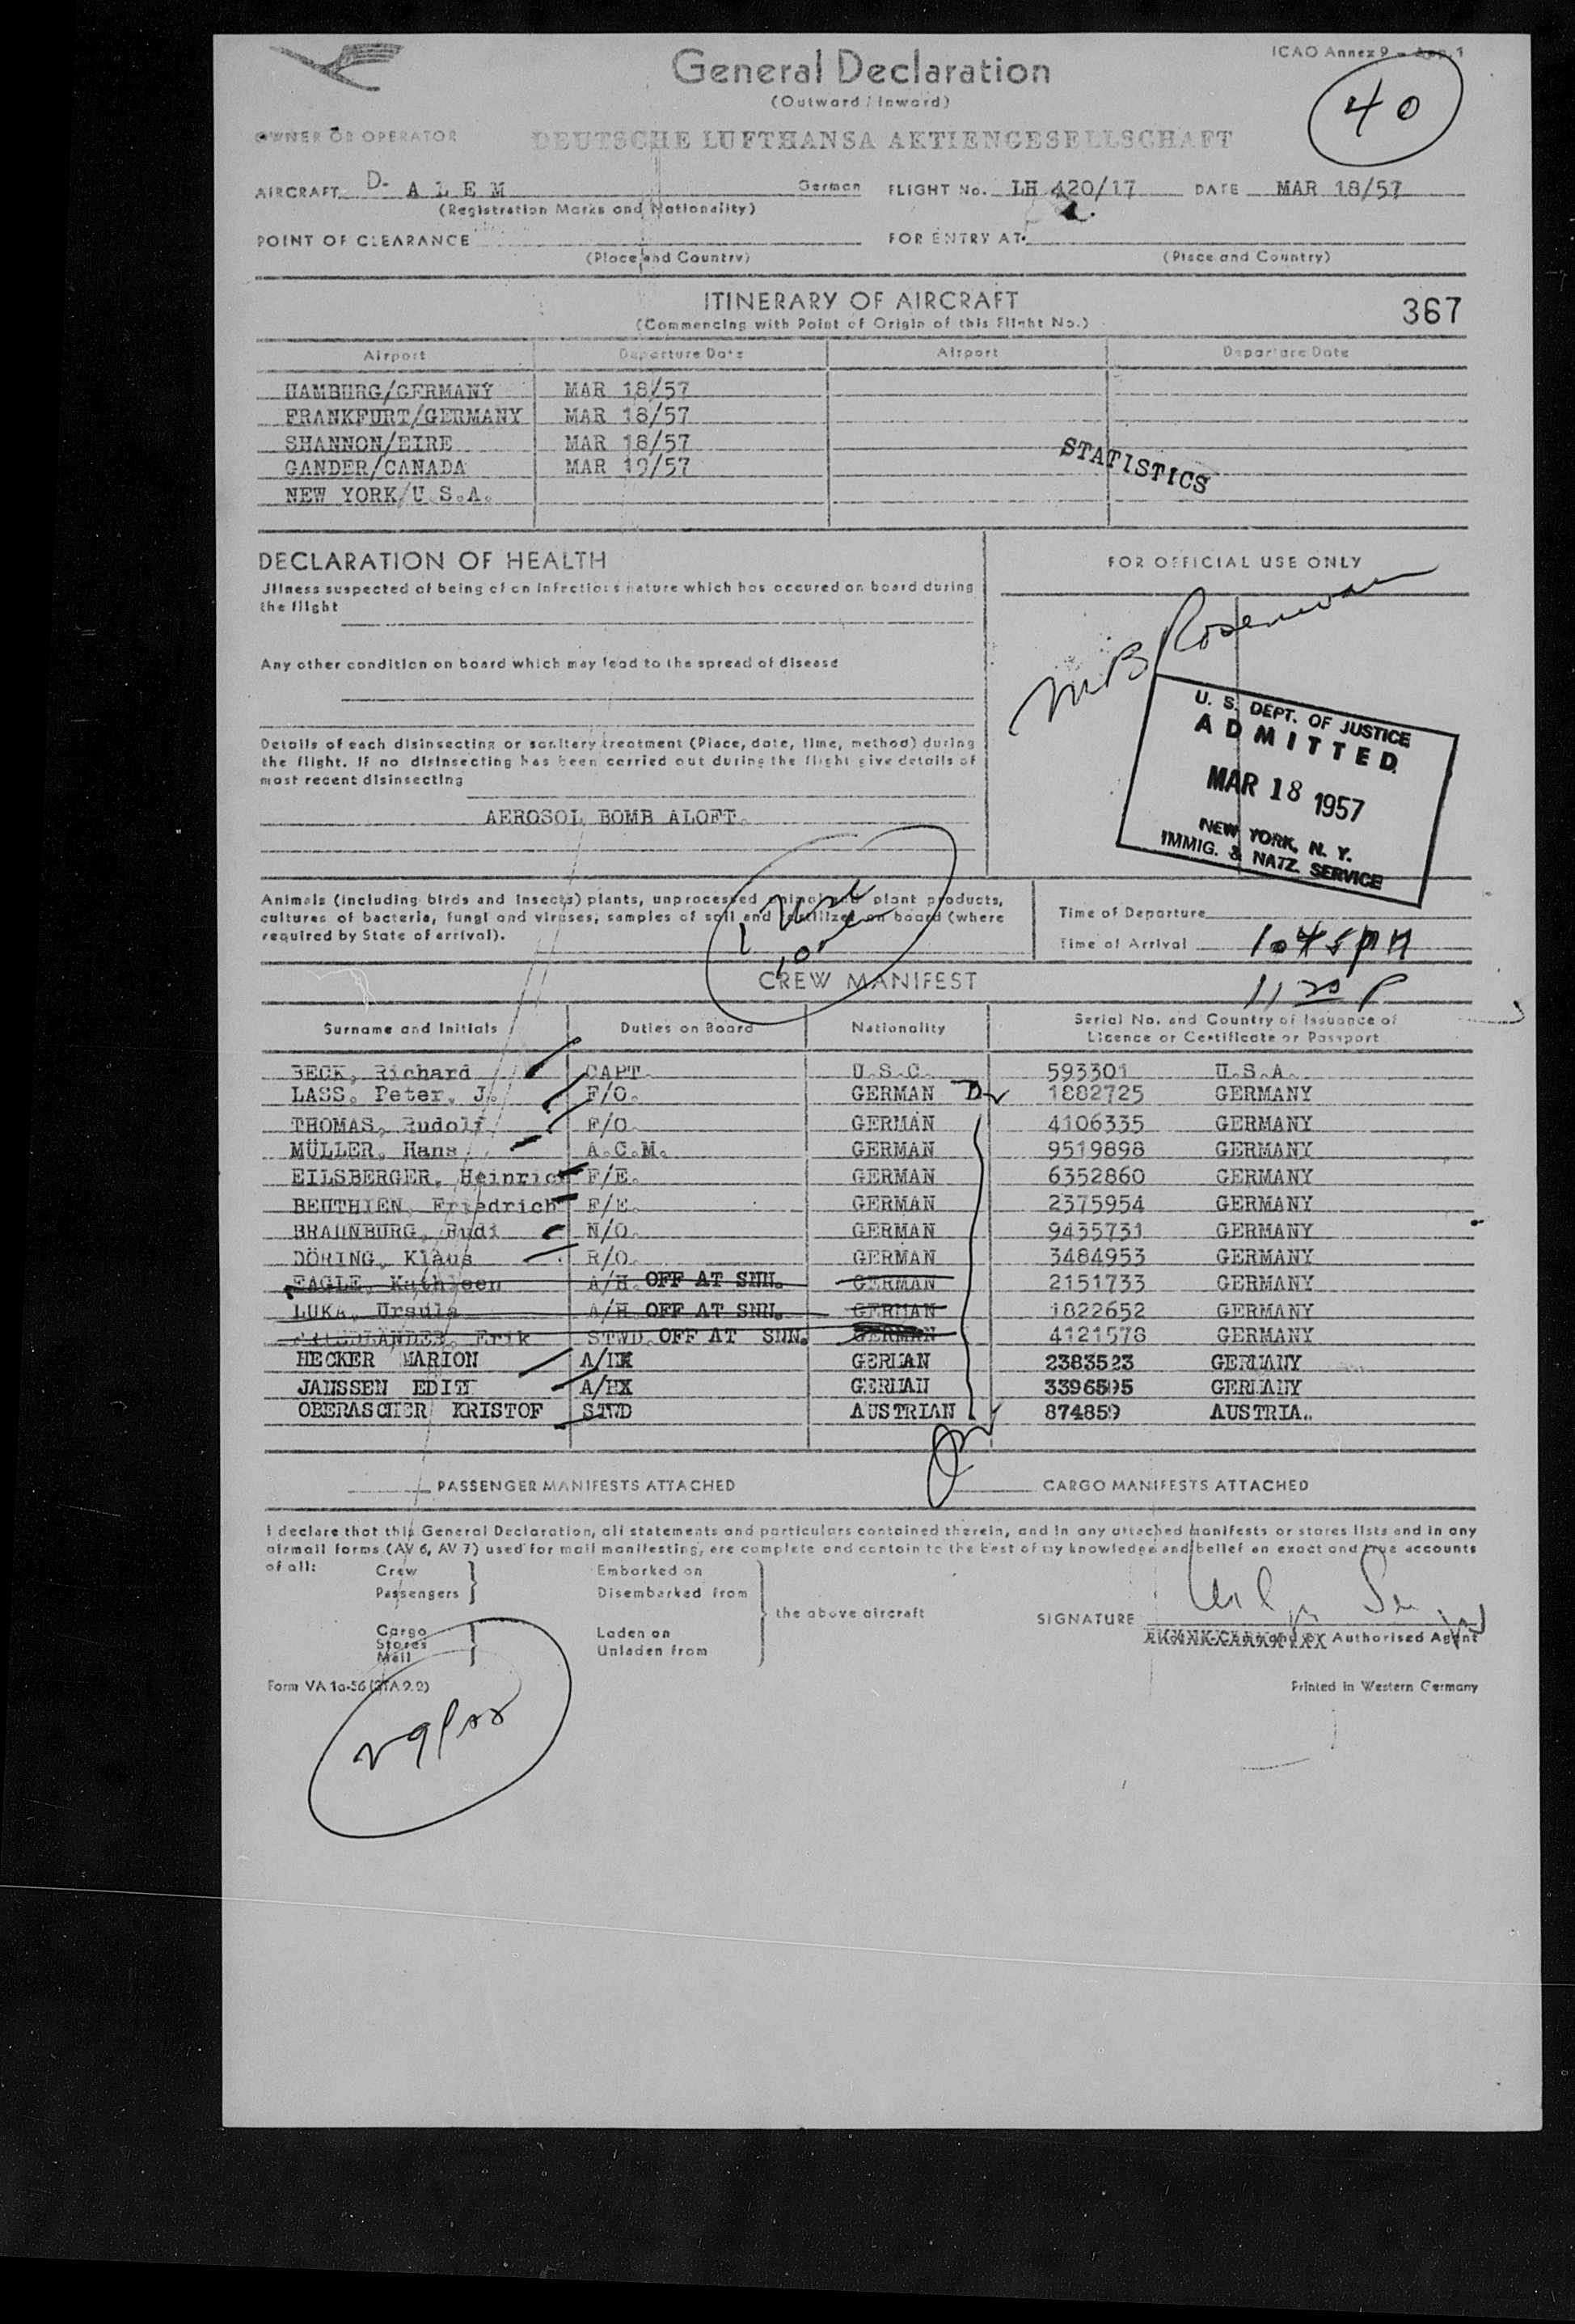 ICAO Annex 9 - App. 1
General Declaration
(Outward / Inward)
40
OWNER OR OPERATOR DEUTSCHE LUFTHANSA AKTIENGESELLSCHAFT
AIRCRAFT D- A L E M German FLIGHT No. LH 420/17 DATE MAR 18/57
(Registration Marks and Nationality)
POINT OF CLEARANCE FOR ENTRY AT
(Place and Country) (Place and Country)
ITINERARY OF AIRCRAFT
367
(Commencing with Point of Origin of this Flight No.)
Airport Departure Date Airport Departure Date
HAMBURG/GERMANY MAR 18/57
FRANKFURT/GERMANY MAR 18/57
SHANNON/EIRE MAR 18/57
GANDER/CANADA MAR 19/57
NEW YORK/U.S.A.
STATISTICS
DECLARATION OF HEALTH
FOR OFFICIAL USE ONLY
Illness suspected of being of an infectious nature which has occured on board during
the flight
Any other condition on board which may lead to the spread of disease
Details of each disinsecting or sanitary treatment (Place, date, time, method) during
the flight. If no disinsecting has been carried out during the flight give details of
most recent disinsecting
AEROSOL BOMB ALOFT.
U. S. DEPT. OF JUSTICE
ADMITTED
MAR 18 1957
NEW YORK, N. Y.
IMMIG. & NATZ. SERVICE
Animals (including birds and insects) plants, unprocessed animal and plant products,
cultures of bacteria, fungi and viruses, samples of soil and fertilizer on board (where
required by State of arrival).
Time of Departure
Time of Arrival 1045 PM
1120 P
CREW MANIFEST
Surname and Initials Duties on Board Nationality Serial No. and Country of Issuance of
Licence or Certificate or Passport
BECK, Richard CAPT. U.S.C. 593301 U.S.A.
LASS. Peter, J. F/O. GERMAN 1882725 GERMANY
THOMAS, Rudolf F/O GERMAN 4106335 GERMANY
MÜLLER, Hans A.C.M. GERMAN 9519898 GERMANY
EILSBERGER, Heinrich F/E. GERMAN 6352860 GERMANY
BEUTHIEN, Friedrich F/E. GERMAN 2375954 GERMANY
BRAUNBURG, Rudi N/O. GERMAN 9435731 GERMANY
DÖRING, Klaus R/O. GERMAN 3484953 GERMANY
EAGLE, Kathleen A/H. OFF AT SNN. GERMAN 2151733 GERMANY
LUKA, Ursula A/H OFF AT SNN. GERMAN 1822652 GERMANY
Erik STWD. OFF AT SNN. GERMAN 4121578 GERMANY
HECKER MARION A/H GERMAN 2383523 GERMANY
JANSSEN EDITH A/H GERMAN 3396595 GERMANY
OBERASCHER KRISTOF STWD AUSTRIAN 874859 AUSTRIA..
PASSENGER MANIFESTS ATTACHED CARGO MANIFESTS ATTACHED
I declare that this General Declaration, all statements and particulars contained therein, and in any attached manifests or stores lists and in any
airmail forms (AV 6, AV 7) used for mail manifesting, are complete and contain to the best of my knowledge and belief an exact and true accounts
of all:
Crew
Passengers
Embarked on
Disembarked from
the above aircraft
Cargo
Stores
Mail
Laden on
Unladen from
SIGNATURE
Authorised Agent
Form VA 1a-56 (3TA 9.2)
Printed in Western Germany